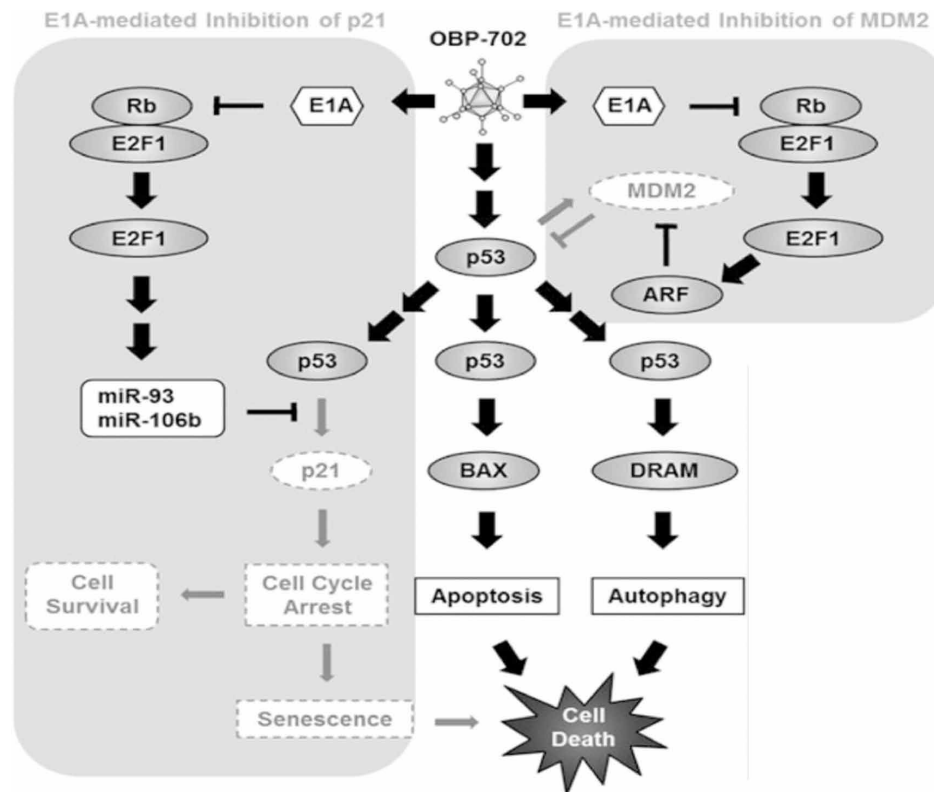 E1A-mediated Inhibition of p21
E1A-mediated Inhibition of MDM2
OBP-702
Rb
E1A
E1A
Rb
E2F1
E2F1
MDM2
E2F1
p53
E2F1
ARF
p53
p53
p53
miR-93
miR-106b
p21
BAX
DRAM
Cell
Survival
Cell Cycle
Arrest
Apoptosis
Autophagy
Senescence
Cell
Death